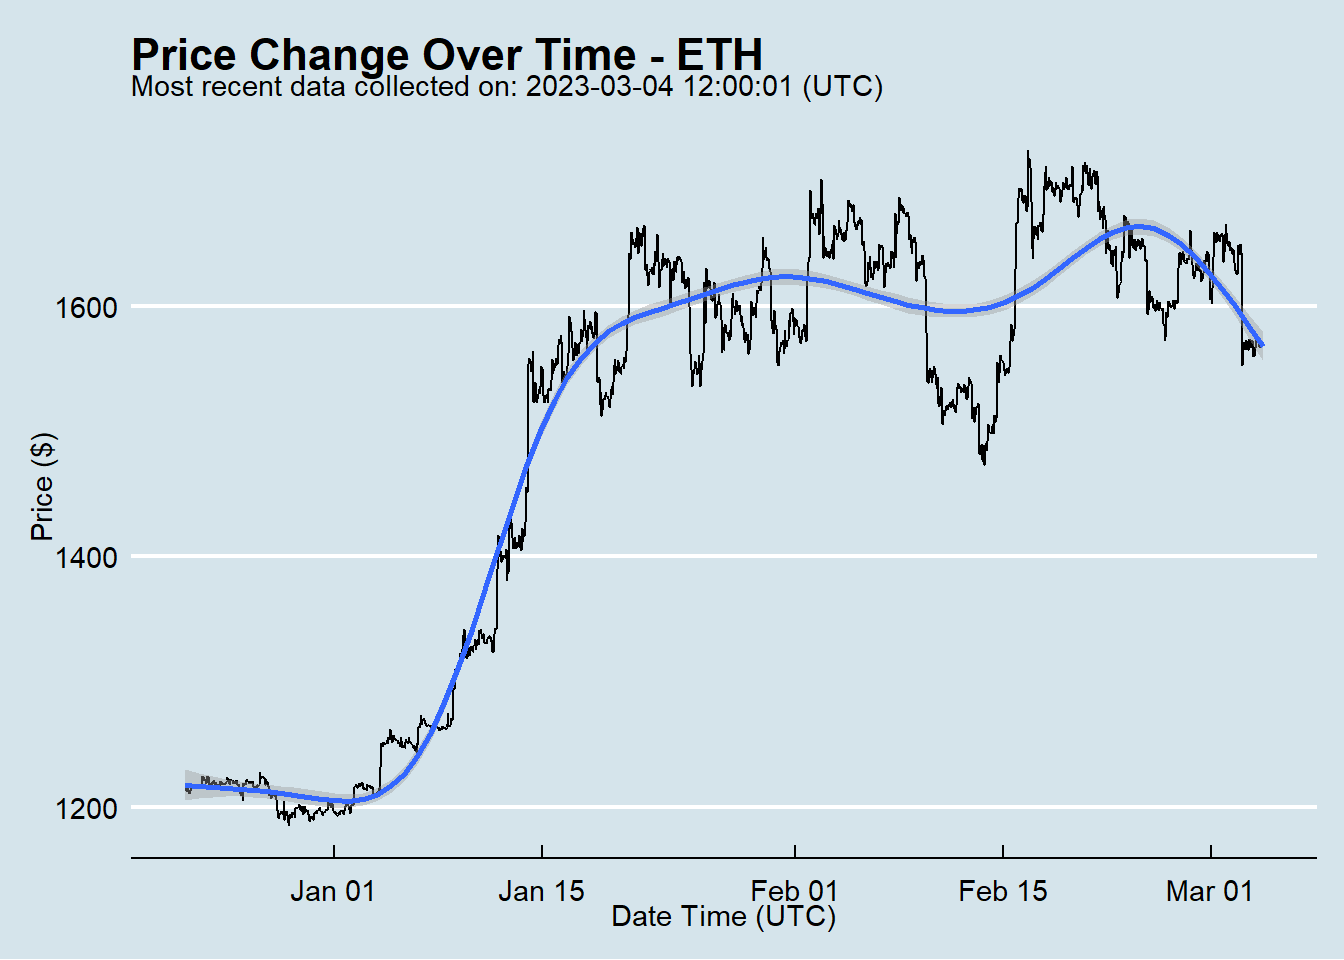 Price Change Over Time - ETH
Most recent data collected on: 2023-03-04 12:00:01 (UTC)
Price ($)
1600
1400
1200
Jan 01 Jan 15 Feb 01 Feb 15 Mar 01
Date Time (UTC)